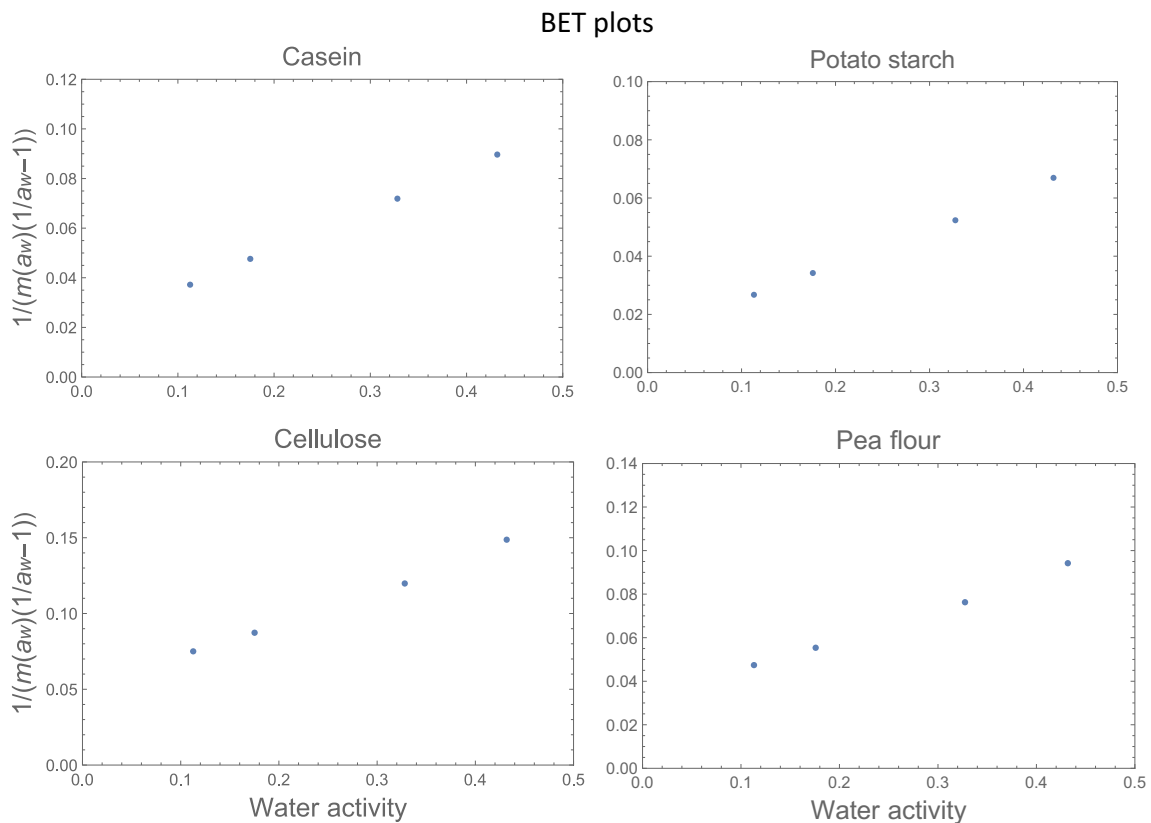 BET plots
Casein
1/(m(aw)(1/aw−1))
0.12
0.10
0.08
0.06
0.04
0.02
0.00
0.0 0.1 0.2 0.3 0.4 0.5
Potato starch
0.10
0.08
0.06
0.04
0.02
0.00
0.0 0.1 0.2 0.3 0.4 0.5
Cellulose
1/(m(aw)(1/aw−1))
0.20
0.15
0.10
0.05
0.00
0.0 0.1 0.2 0.3 0.4 0.5
Water activity
Pea flour
0.14
0.12
0.10
0.08
0.06
0.04
0.02
0.00
0.0 0.1 0.2 0.3 0.4 0.5
Water activity